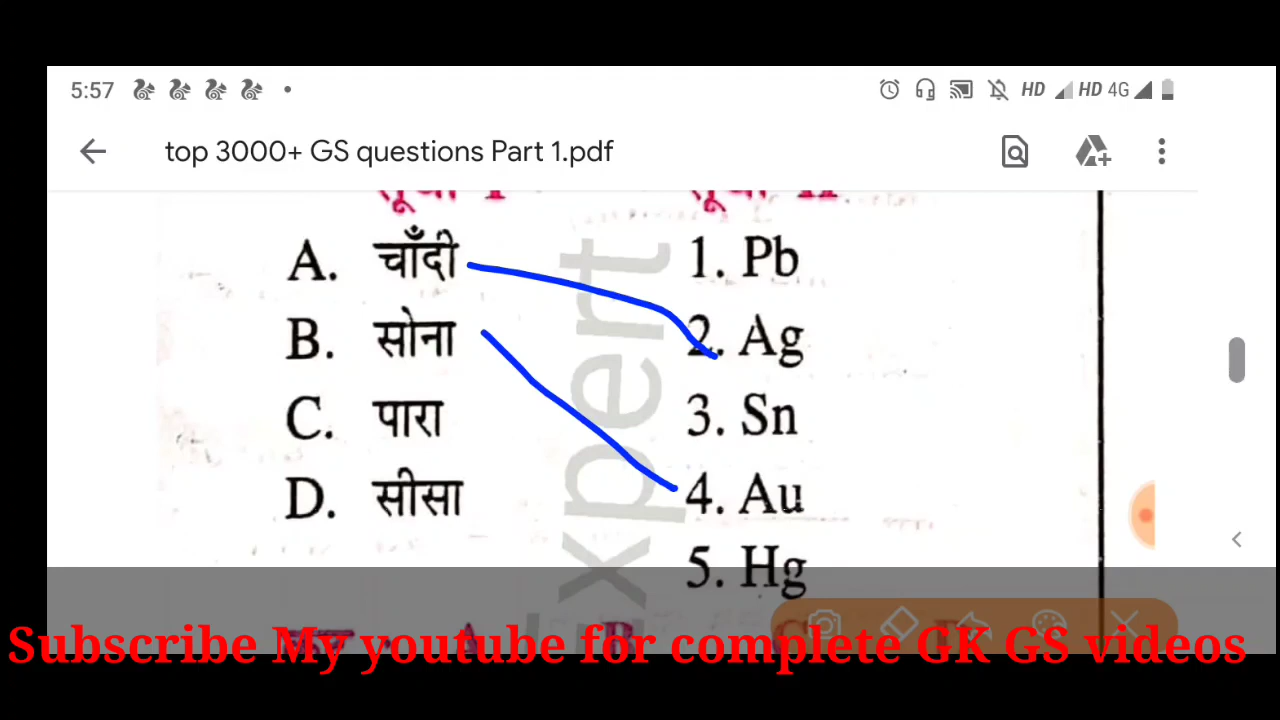 5:57 HD HD 4G
top 3000+ GS questions Part 1.pdf
A. चाँदी 1. Pb
B. सोना 2. Ag
C. पारा 3. Sn
D. सीसा 4. Au
5. Hg
Expert
A B C D
Subscribe My youtube for complete GK GS videos